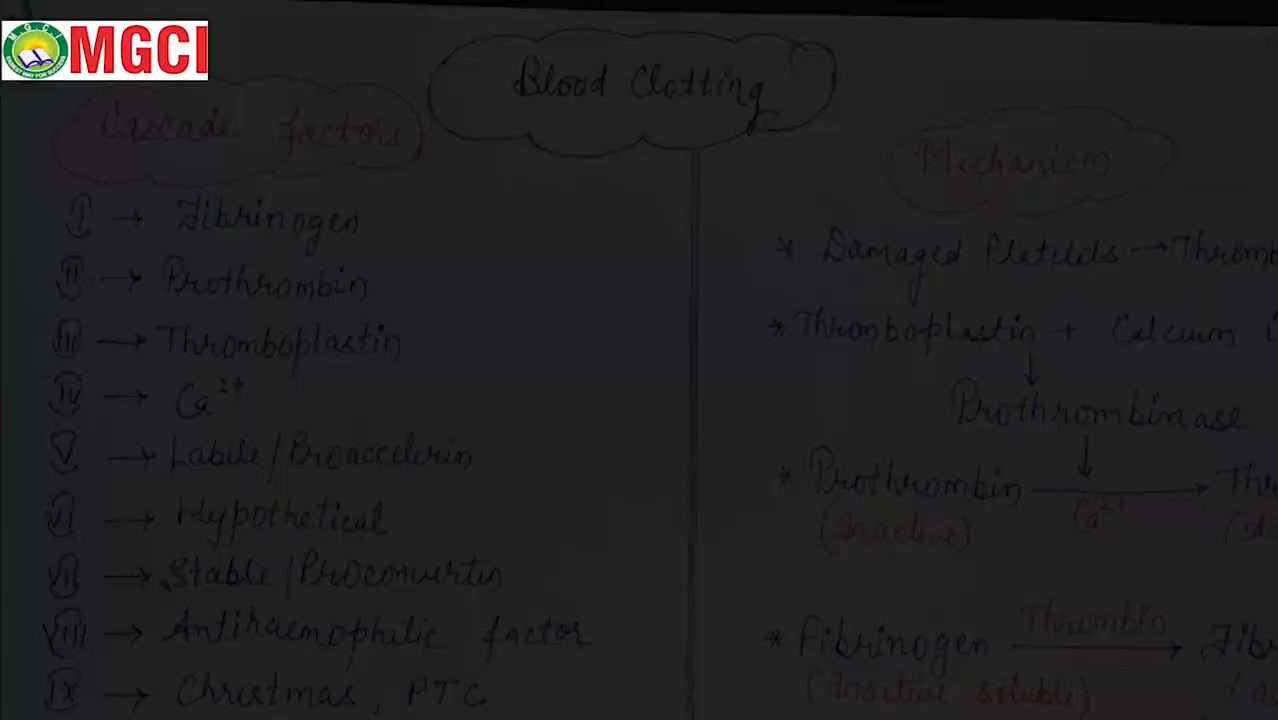 MGCI
Blood Clotting
Cascade factors
I → Fibrinogen
II → Prothrombin
III → Thromboplastin
IV → Ca²⁺
V → Labile/Proaccelerin
VI → Hypothetical
VII → Stable/Proconvertin
VIII → Antihaemophilic factor
IX → Christmas, PTC
Mechanism
* Damaged Platelets → Thrombo
* Thromboplastin + Calcium i
↓
Prothrombinase
↓
* Prothrombin → Thr
Ca²⁺
(Inactive)
Thrombin
* Fibrinogen → Fibr
(Inactive soluble) (ac